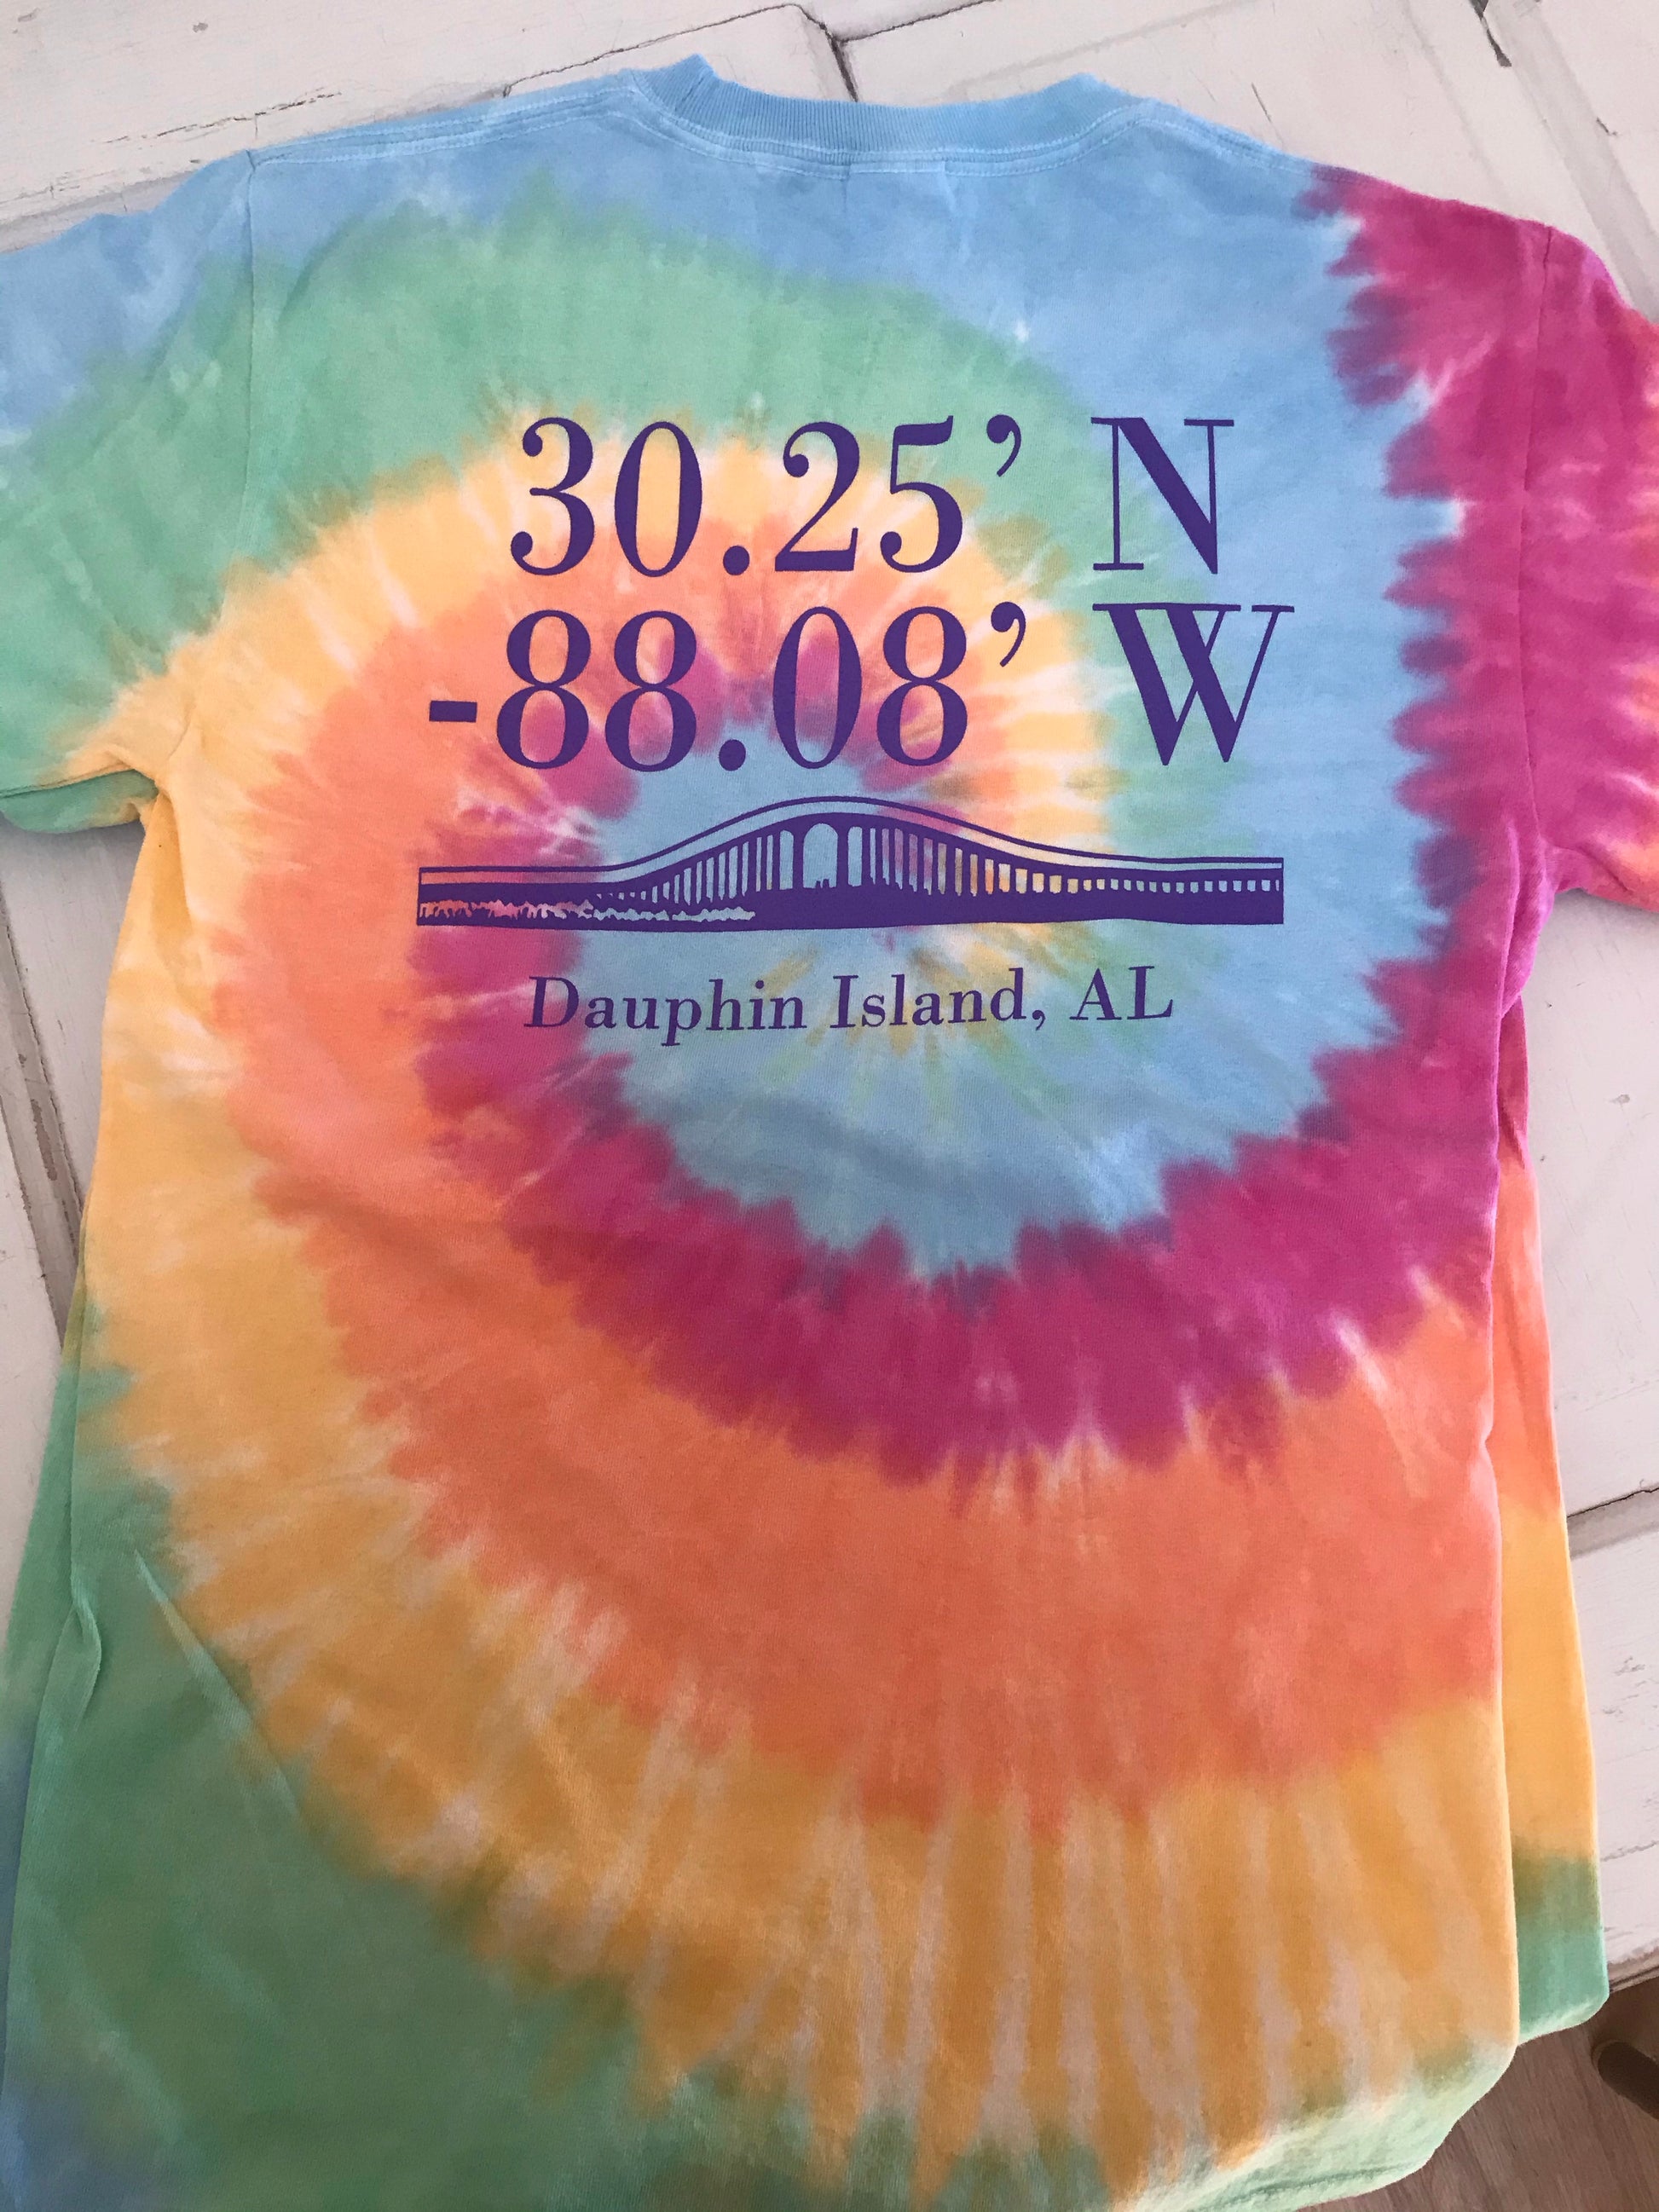 30.25’ N
-88.08’ W
Dauphin Island, AL